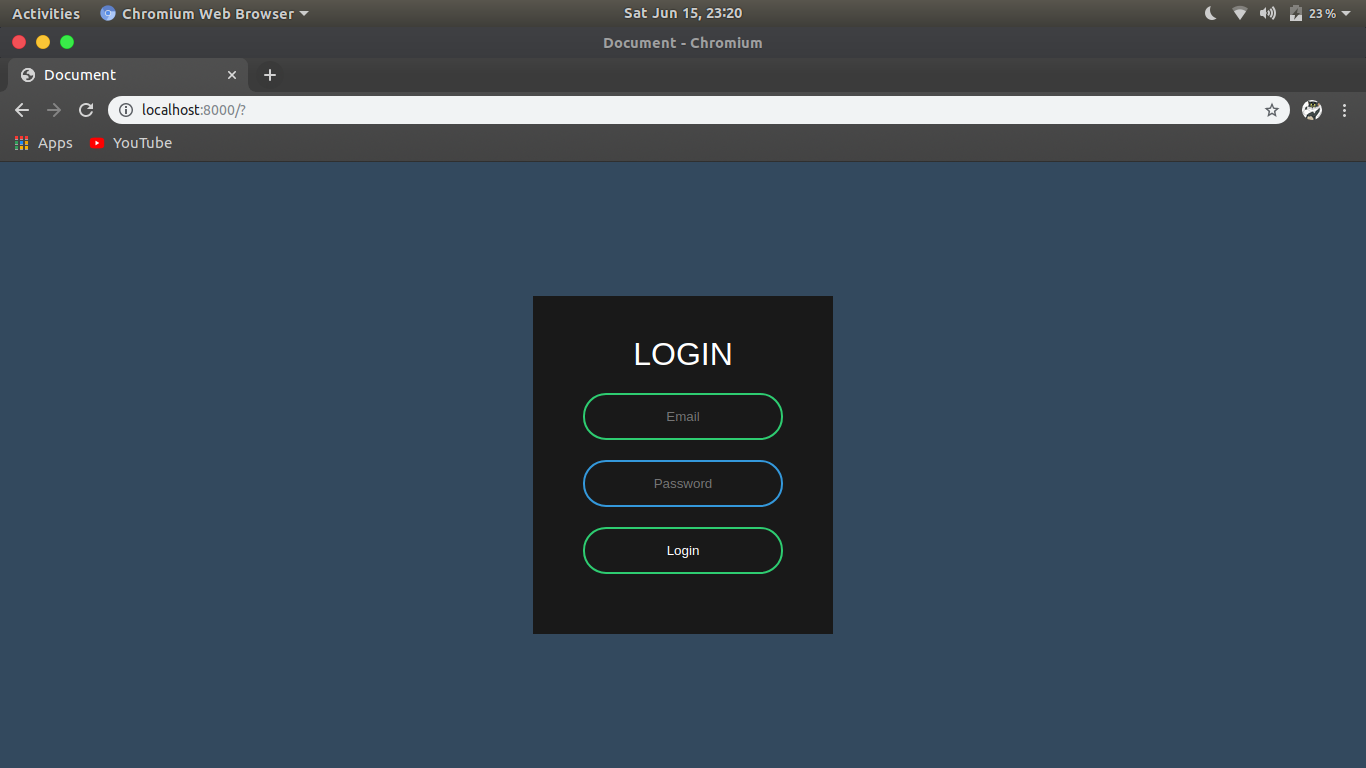 Activities Chromium Web Browser Sat Jun 15, 23:20 23 %
Document - Chromium
Document
localhost:8000/?
Apps YouTube
LOGIN
Email
Password
Login